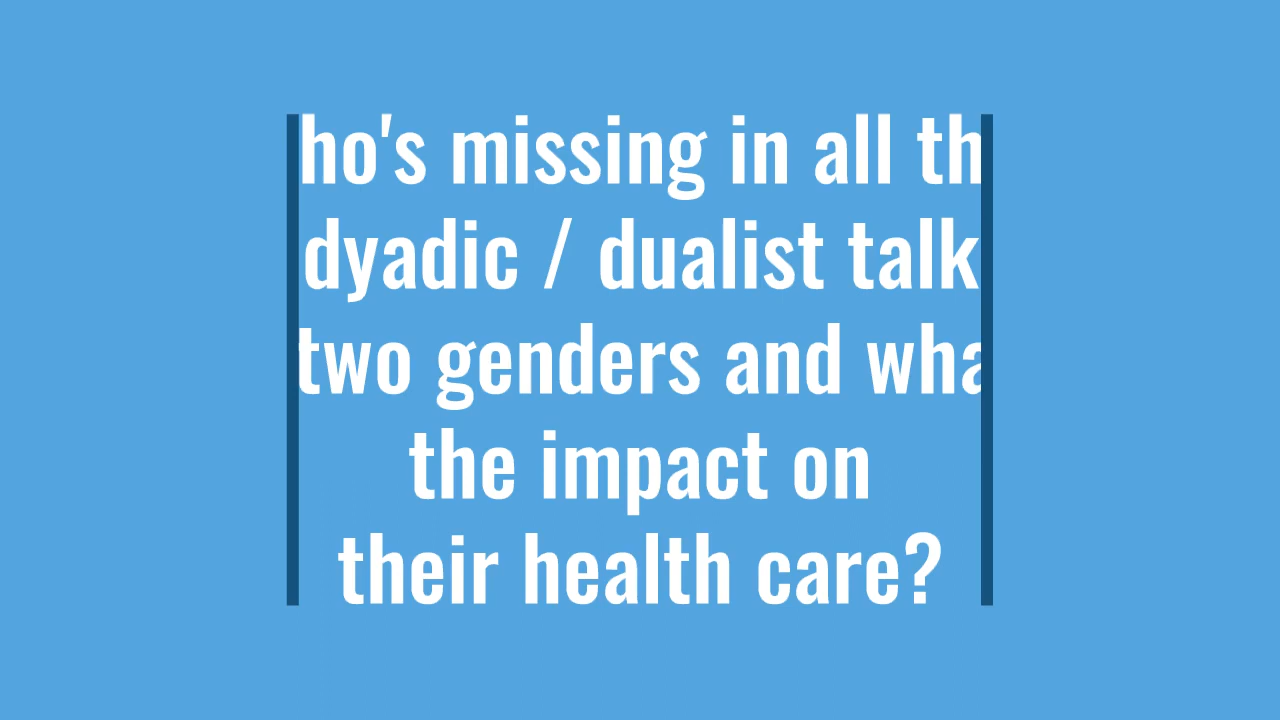 ho's missing in all th
dyadic / dualist talk
two genders and wha
the impact on
their health care?